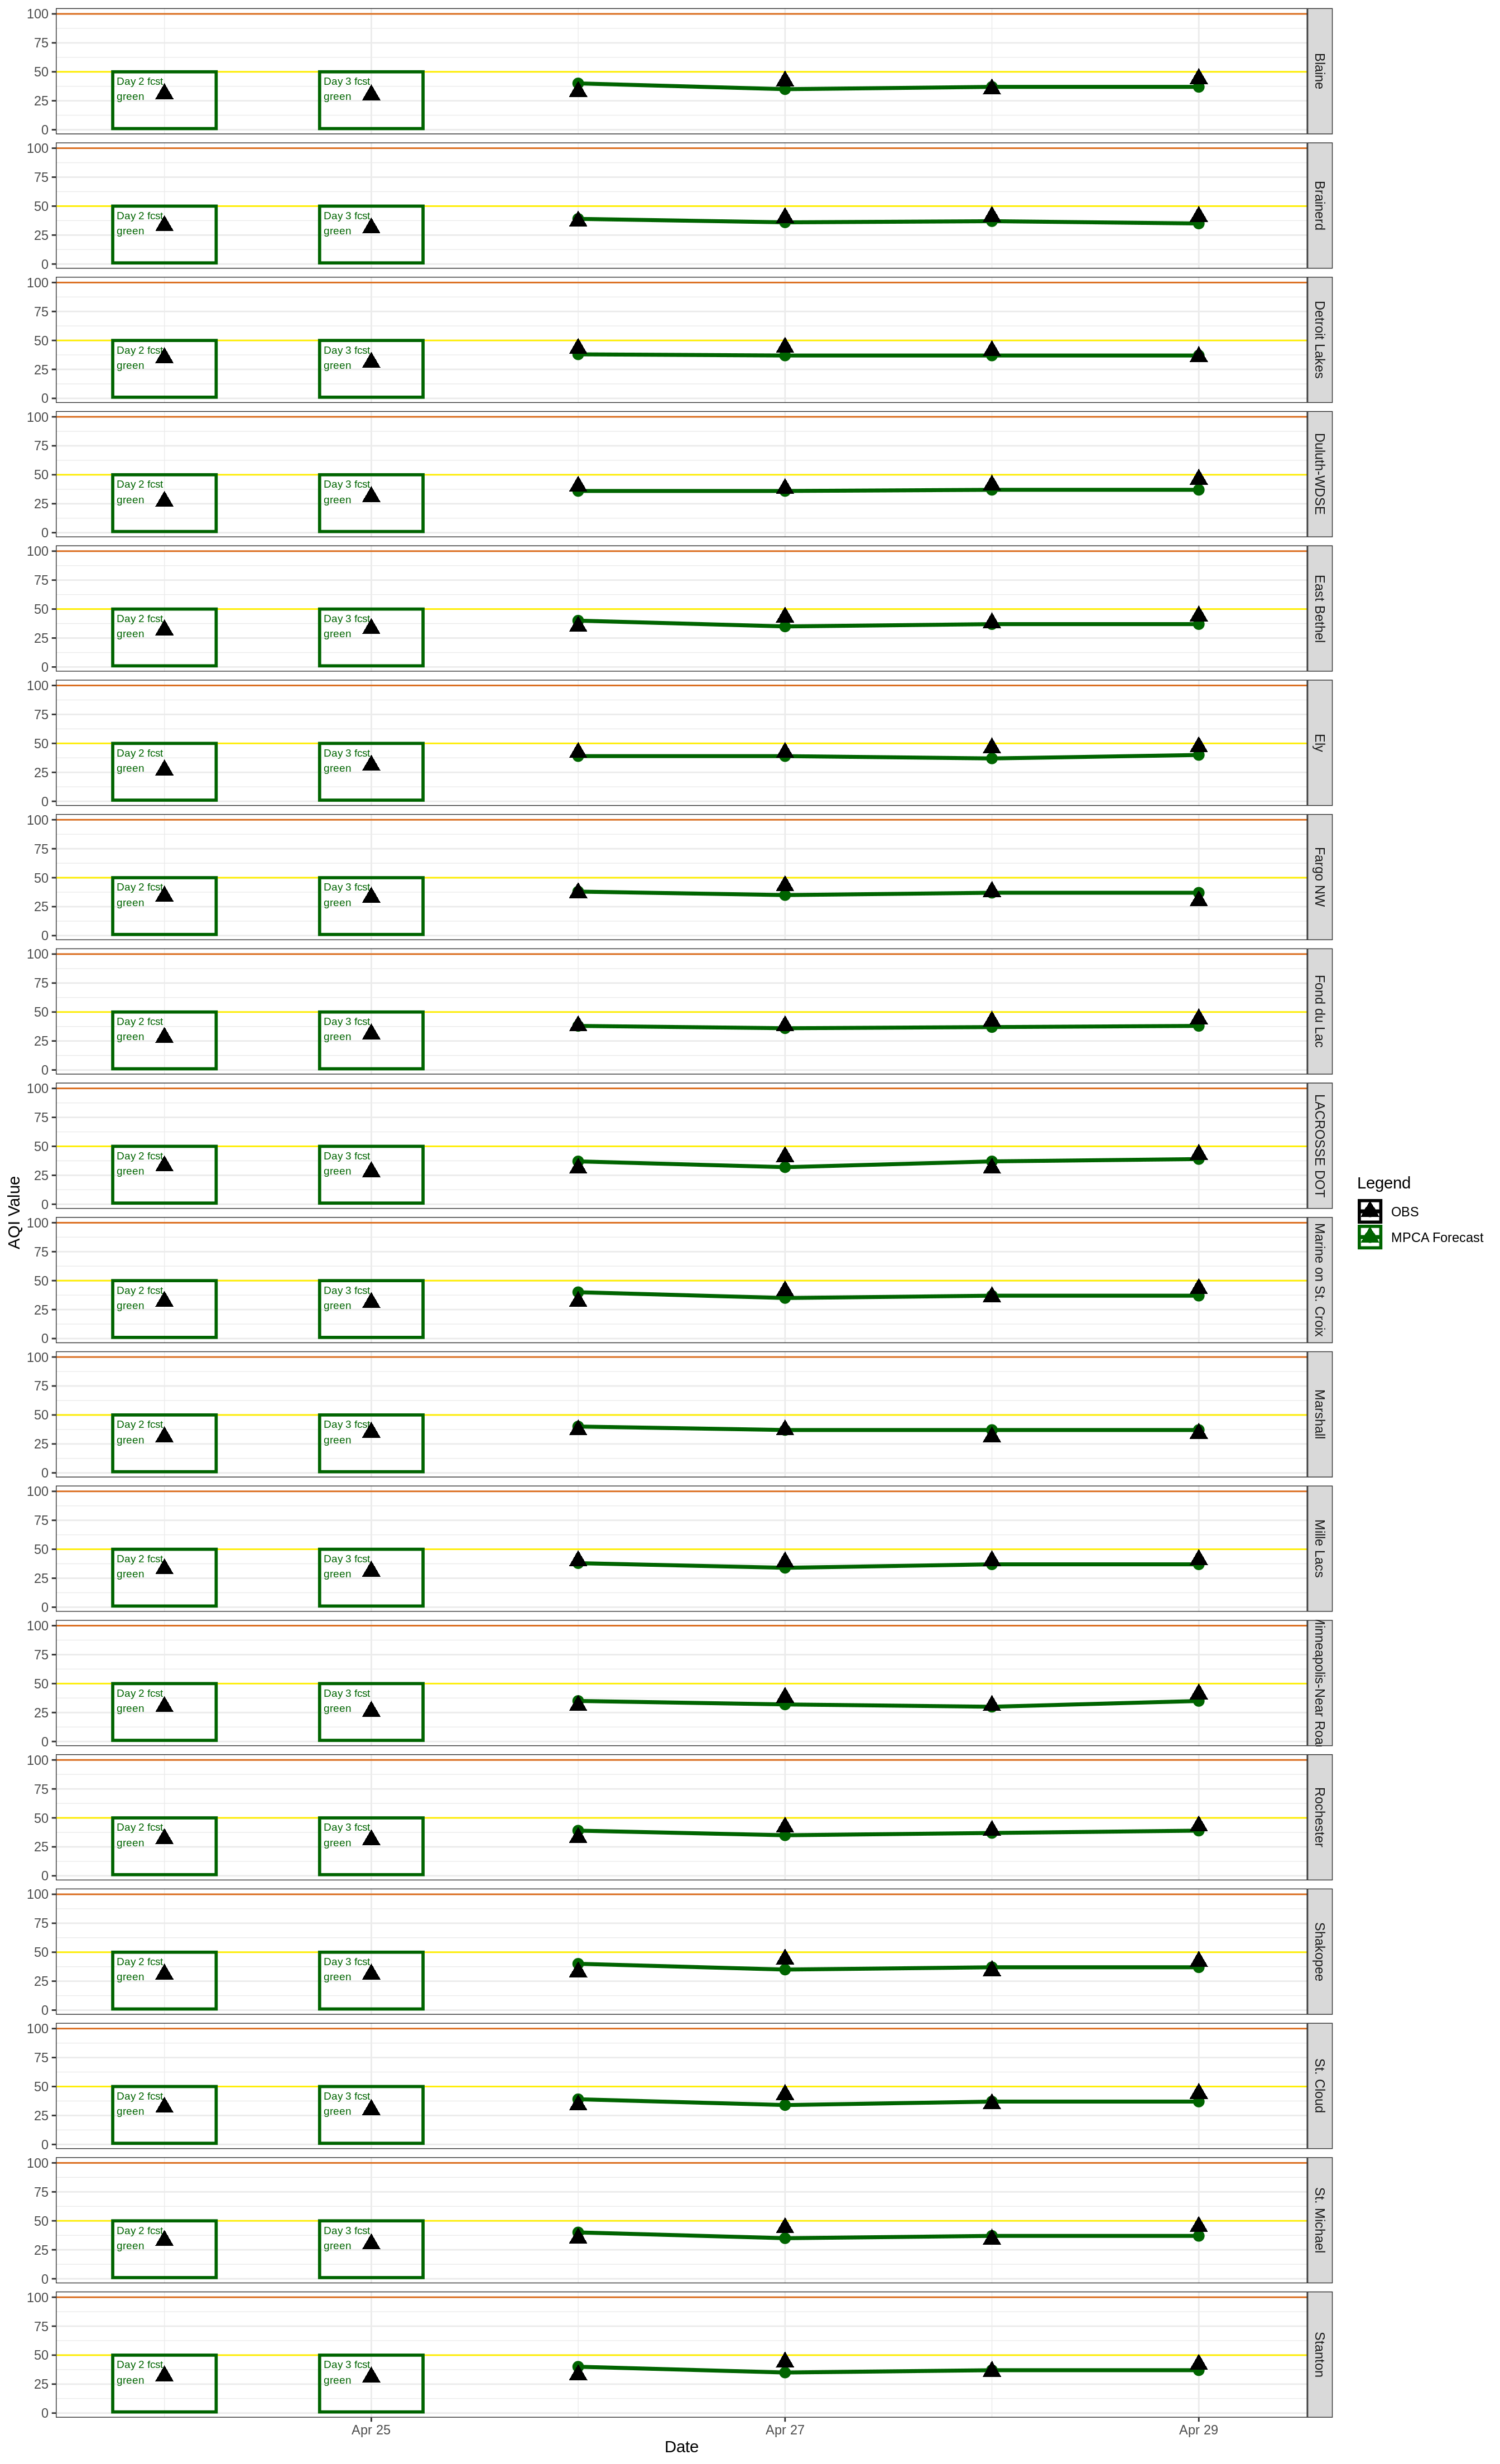 100
75
50
25
0
Day 2 fcst
green
Day 3 fcst
green
Blaine
100
75
50
25
0
Day 2 fcst
green
Day 3 fcst
green
Brainerd
100
75
50
25
0
Day 2 fcst
green
Day 3 fcst
green
Detroit Lakes
100
75
50
25
0
Day 2 fcst
green
Day 3 fcst
green
Duluth-WDSE
100
75
50
25
0
Day 2 fcst
green
Day 3 fcst
green
East Bethel
100
75
50
25
0
Day 2 fcst
green
Day 3 fcst
green
Ely
100
75
50
25
0
Day 2 fcst
green
Day 3 fcst
green
Fargo NW
100
75
50
25
0
Day 2 fcst
green
Day 3 fcst
green
Fond du Lac
100
75
50
25
0
Day 2 fcst
green
Day 3 fcst
green
LACROSSE DOT
100
75
50
25
0
Day 2 fcst
green
Day 3 fcst
green
Marine on St. Croix
100
75
50
25
0
Day 2 fcst
green
Day 3 fcst
green
Marshall
100
75
50
25
0
Day 2 fcst
green
Day 3 fcst
green
Mille Lacs
100
75
50
25
0
Day 2 fcst
green
Day 3 fcst
green
Minneapolis-Near Road
100
75
50
25
0
Day 2 fcst
green
Day 3 fcst
green
Rochester
100
75
50
25
0
Day 2 fcst
green
Day 3 fcst
green
Shakopee
100
75
50
25
0
Day 2 fcst
green
Day 3 fcst
green
St. Cloud
100
75
50
25
0
Day 2 fcst
green
Day 3 fcst
green
St. Michael
100
75
50
25
0
Day 2 fcst
green
Day 3 fcst
green
Stanton
Apr 25
Apr 27
Apr 29
Date
AQI Value
Legend
OBS
MPCA Forecast